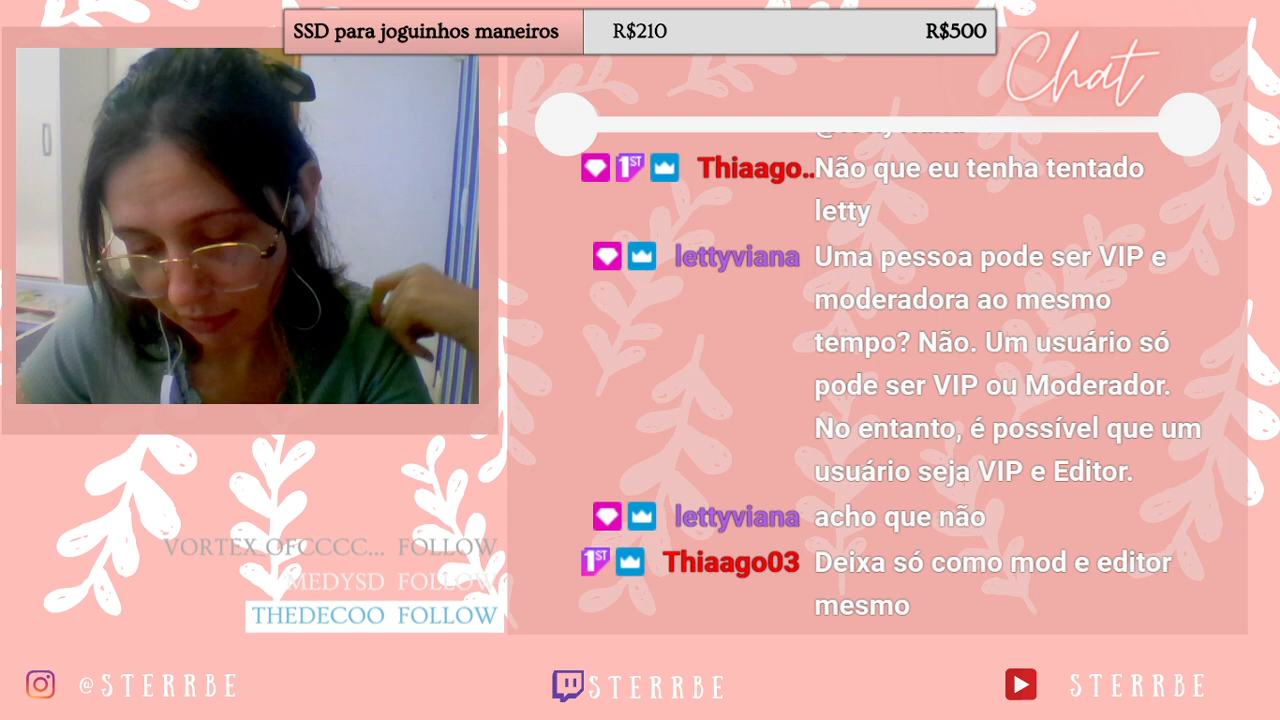 SSD para joguinhos maneiros R$210 R$500
Chat
Thiaago.. Não que eu tenha tentado
letty
lettyviana Uma pessoa pode ser VIP e
moderadora ao mesmo
tempo? Não. Um usuário só
pode ser VIP ou Moderador.
No entanto, é possível que um
usuário seja VIP e Editor.
lettyviana acho que não
1ST Thiaago03 Deixa só como mod e editor
mesmo
VORTEX_OFCCCC... FOLLOW
MEDYSD FOLLOW
THEDECOO FOLLOW
@STERRBE
STERRBE
STERRBE